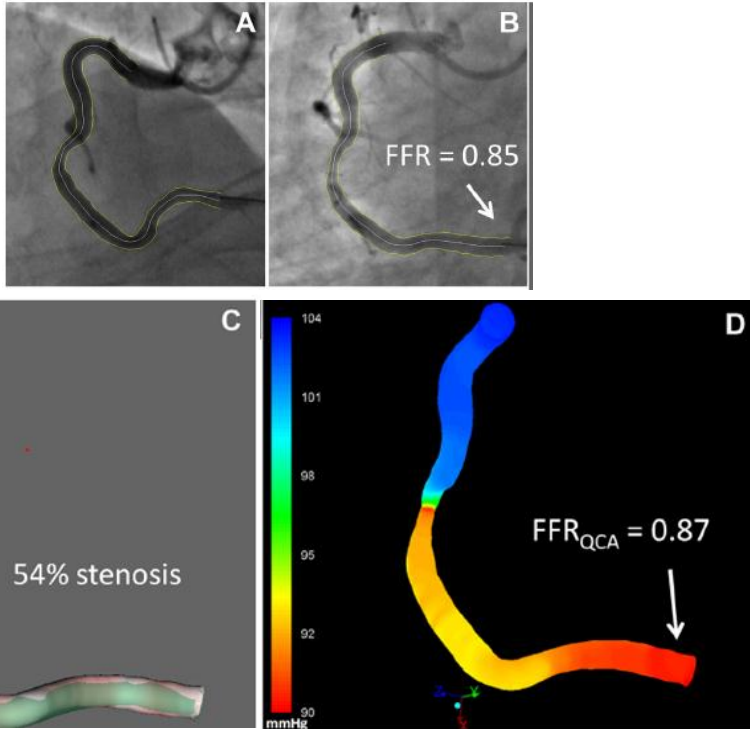 A
B
FFR = 0.85
C
54% stenosis
D
104
101
98
95
92
90
mmHg
FFRQCA = 0.87
Z
Y
X